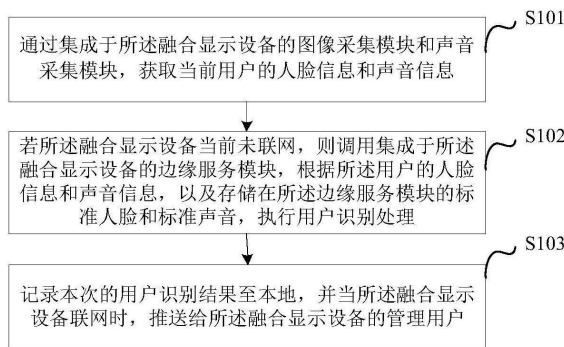 S101
通过集成于所述融合显示设备的图像采集模块和声音
采集模块，获取当前用户的人脸信息和声音信息
S102
若所述融合显示设备当前未联网，则调用集成于所述
融合显示设备的边缘服务模块，根据所述用户的人脸
信息和声音信息，以及存储在所述边缘服务模块的标
准人脸和标准声音，执行用户识别处理
S103
记录本次的用户识别结果至本地，并当所述融合显示
设备联网时，推送给所述融合显示设备的管理用户